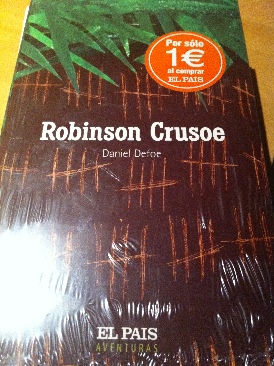 Por sólo
1€
al comprar
EL PAIS
Robinson Crusoe
Daniel Defoe
EL PAIS
AVENTURAS